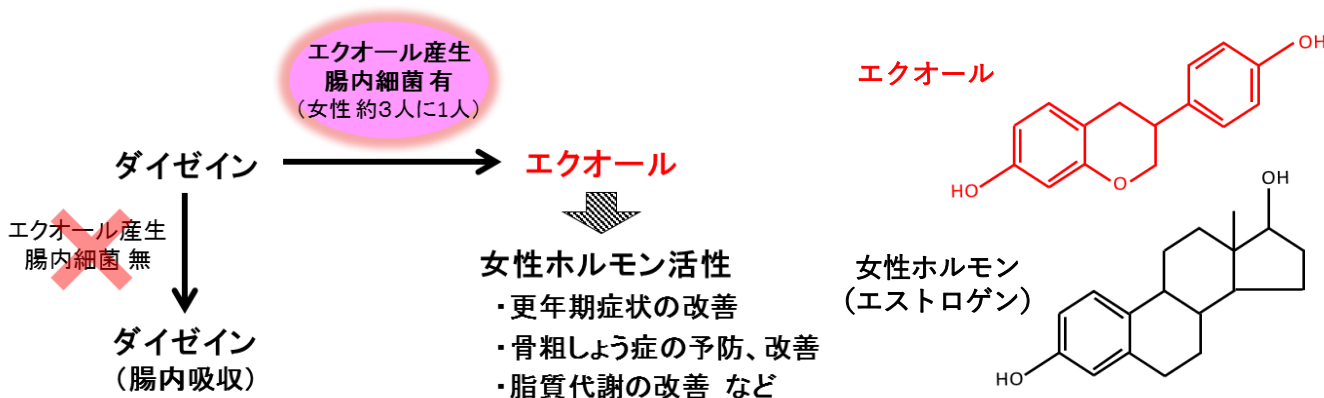 エクオール産生
腸内細菌 有
(女性 約3人に1人)
ダイゼイン
エクオール
エクオール産生
腸内細菌 無
ダイゼイン
(腸内吸収)
女性ホルモン活性
・更年期症状の改善
・骨粗しょう症の予防、改善
・脂質代謝の改善 など
エクオール
OH
HO
O
女性ホルモン
(エストロゲン)
OH
HO